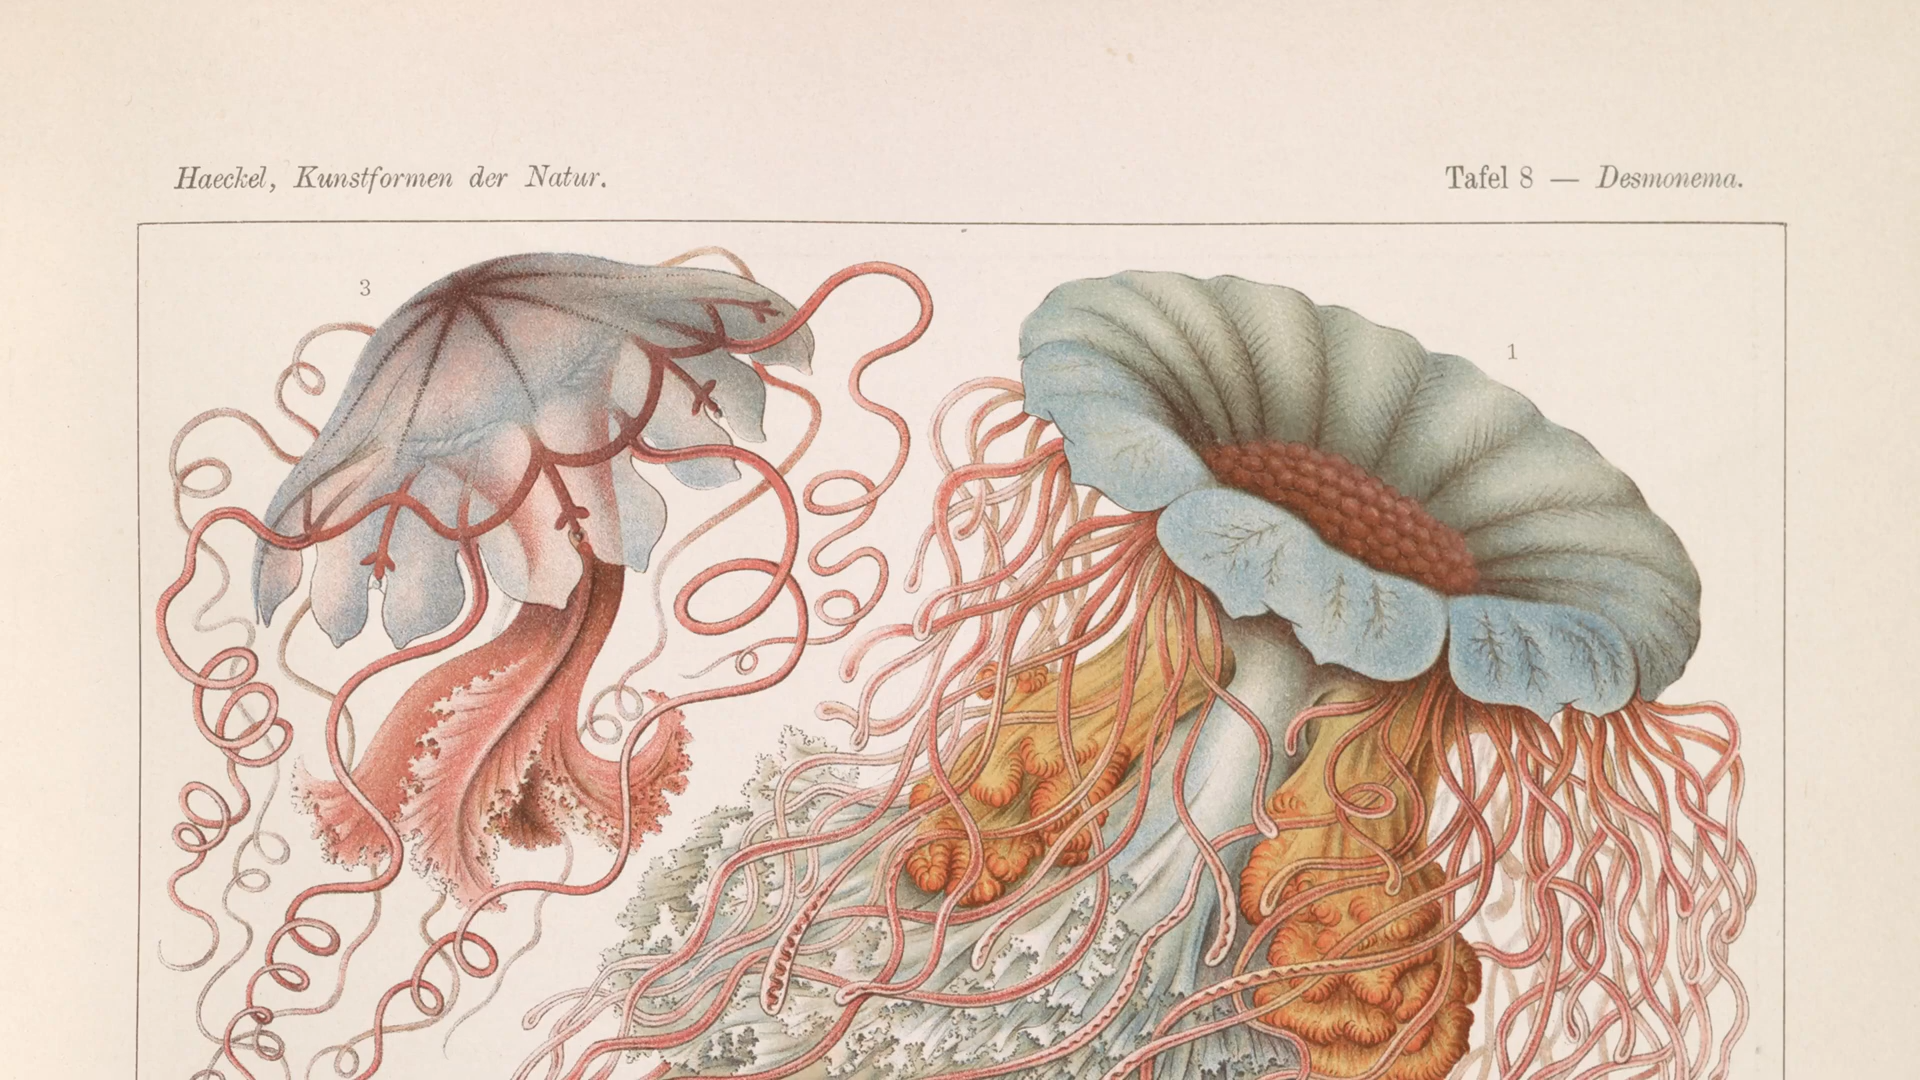 Haeckel, Kunstformen der Natur.
Tafel 8 — Desmonema.
3
1